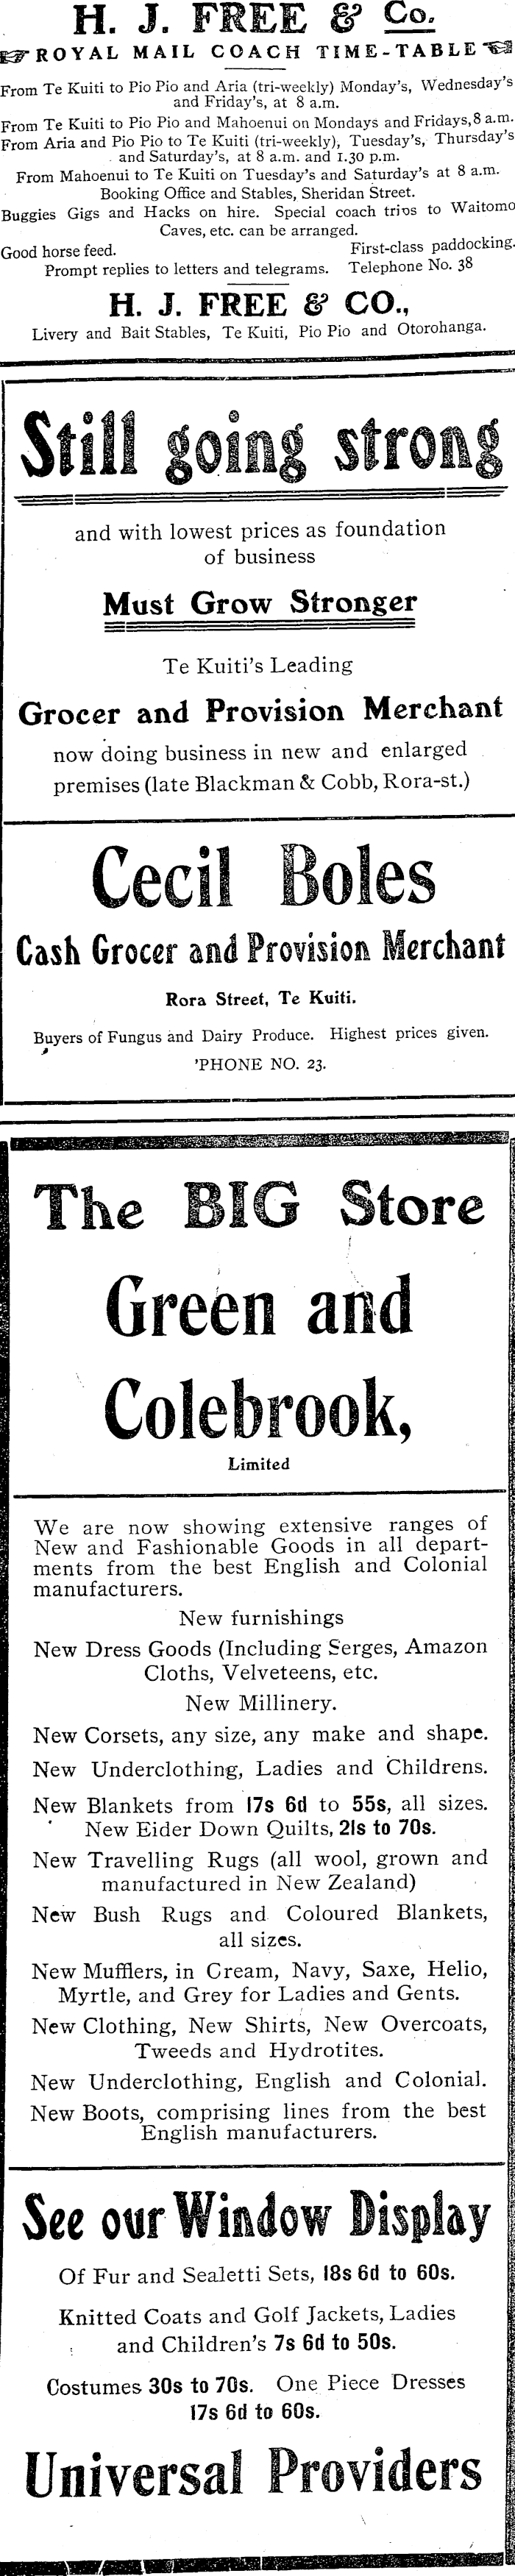 H. J. FREE & Co.
ROYAL MAIL COACH TIME-TABLE
From Te Kuiti to Pio Pio and Aria (tri-weekly) Monday's, Wednesday's
and Friday's, at 8 a.m.
From Te Kuiti to Pio Pio and Mahoenui on Mondays and Fridays, 8 a.m.
From Aria and Pio Pio to Te Kuiti (tri-weekly), Tuesday's, Thursday's
and Saturday's, at 8 a.m. and 1.30 p.m.
From Mahoenui to Te Kuiti on Tuesday's and Saturday's at 8 a.m.
Booking Office and Stables, Sheridan Street.
Buggies Gigs and Hacks on hire. Special coach trips to Waitomo
Caves, etc. can be arranged.
Good horse feed. First-class paddocking.
Prompt replies to letters and telegrams. Telephone No. 38
H. J. FREE & CO.,
Livery and Bait Stables, Te Kuiti, Pio Pio and Otorohanga.
Still going strong
and with lowest prices as foundation
of business
Must Grow Stronger
Te Kuiti's Leading
Grocer and Provision Merchant
now doing business in new and enlarged
premises (late Blackman & Cobb, Rora-st.)
Cecil Boles
Cash Grocer and Provision Merchant
Rora Street, Te Kuiti.
Buyers of Fungus and Dairy Produce. Highest prices given.
'PHONE NO. 23.
The BIG Store
Green and
Colebrook,
Limited
We are now showing extensive ranges of
New and Fashionable Goods in all depart-
ments from the best English and Colonial
manufacturers.
New furnishings
New Dress Goods (Including Serges, Amazon
Cloths, Velveteens, etc.
New Millinery.
New Corsets, any size, any make and shape.
New Underclothing, Ladies and Childrens.
New Blankets from 17s 6d to 55s, all sizes.
New Eider Down Quilts, 21s to 70s.
New Travelling Rugs (all wool, grown and
manufactured in New Zealand)
New Bush Rugs and Coloured Blankets,
all sizes.
New Mufflers, in Cream, Navy, Saxe, Helio,
Myrtle, and Grey for Ladies and Gents.
New Clothing, New Shirts, New Overcoats,
Tweeds and Hydrotites.
New Underclothing, English and Colonial.
New Boots, comprising lines from the best
English manufacturers.
See our Window Display
Of Fur and Sealetti Sets, 18s 6d to 60s.
Knitted Coats and Golf Jackets, Ladies
and Children's 7s 6d to 50s.
Costumes 30s to 70s. One Piece Dresses
17s 6d to 60s.
Universal Providers